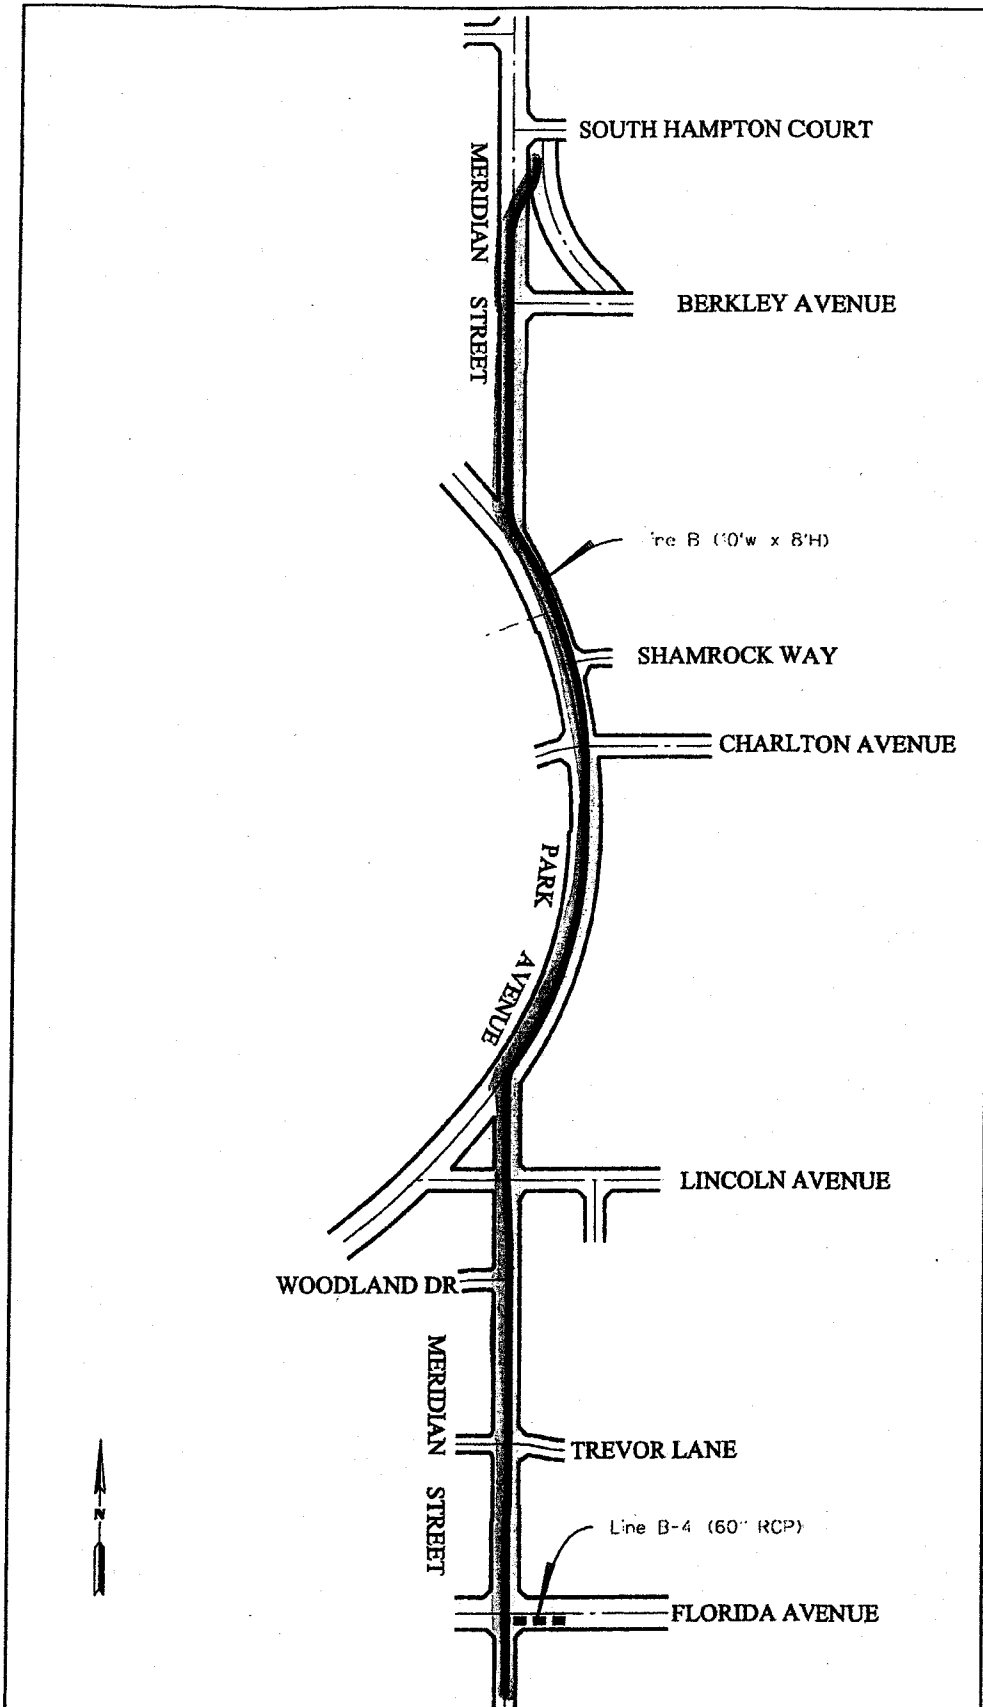 SOUTH HAMPTON COURT
MERIDIAN STREET
BERKLEY AVENUE
B (10'w x 8'H)
SHAMROCK WAY
CHARLTON AVENUE
PARK AVENUE
LINCOLN AVENUE
WOODLAND DR
MERIDIAN STREET
TREVOR LANE
N
Line B-4 (60" RCP)
FLORIDA AVENUE